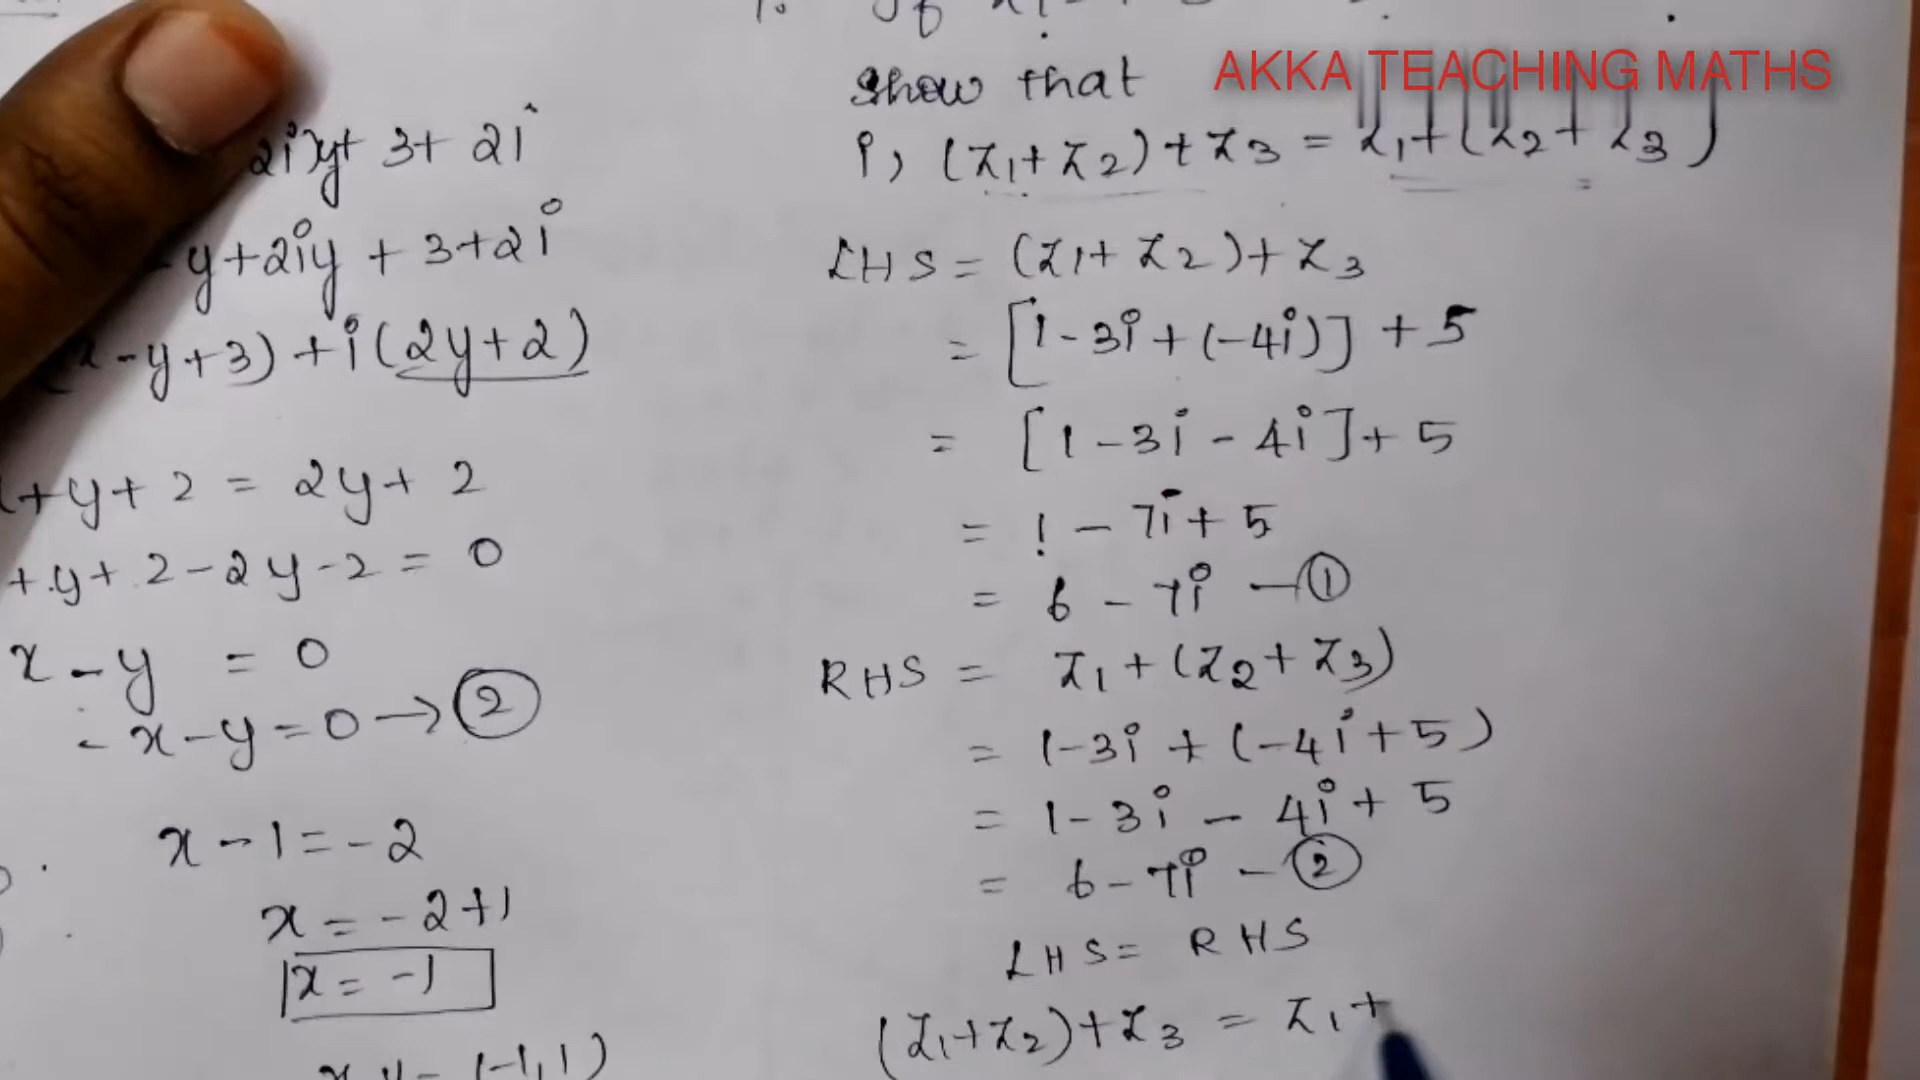 AKKA TEACHING MATHS
2i)y + 3 + 2i
y + 2iy + 3 + 2i
-y+3) + i(2y+2)
+y+2 = 2y+2
+y+2-2y-2 = 0
x - y = 0
- x-y=0 → ②
x - 1 = -2
x = -2+1
x = -1
(-1,1)
show that
i, (z1+z2)+z3 = z1+(z2+z3)
LHS = (z1+z2)+z3
= [1-3i+(-4i)]+5
= [1-3i-4i]+5
= 1-7i+5
= 6-7i —①
RHS = z1+(z2+z3)
= 1-3i+(-4i+5)
= 1-3i-4i+5
= 6-7i -②
LHS = RHS
(z1+z2)+z3 = z1+